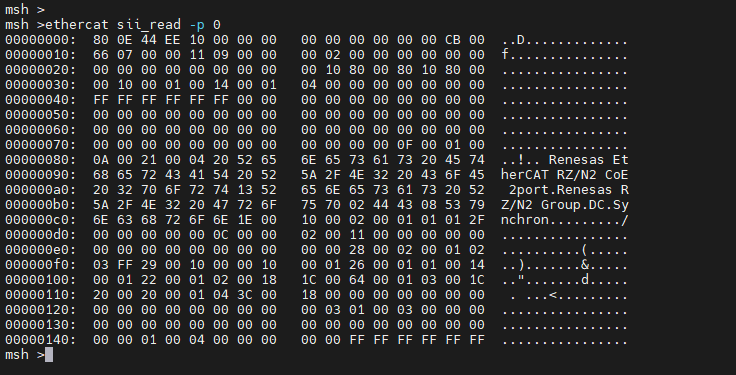 msh >
msh >ethercat sii_read -p 0
00000000:  80 0E 44 EE 10 00 00 00   00 00 00 00 00 00 CB 00  ..D.............
00000010:  66 07 00 00 11 09 00 00   00 02 00 00 00 00 00 00  f...............
00000020:  00 00 00 00 00 00 00 00   00 10 80 00 80 10 80 00  ................
00000030:  00 10 00 01 00 14 00 01   04 00 00 00 00 00 00 00  ................
00000040:  FF FF FF FF FF FF 00 00   00 00 00 00 00 00 00 00  ................
00000050:  00 00 00 00 00 00 00 00   00 00 00 00 00 00 00 00  ................
00000060:  00 00 00 00 00 00 00 00   00 00 00 00 00 00 00 00  ................
00000070:  00 00 00 00 00 00 00 00   00 00 00 00 0F 00 01 00  ................
00000080:  0A 00 21 00 04 20 52 65   6E 65 73 61 73 20 45 74  ..!.. Renesas Et
00000090:  68 65 72 43 41 54 20 52   5A 2F 4E 32 20 43 6F 45  herCAT RZ/N2 CoE
000000a0:  20 32 70 6F 72 74 13 52   65 6E 65 73 61 73 20 52   2port.Renesas R
000000b0:  5A 2F 4E 32 20 47 72 6F   75 70 02 44 43 08 53 79  Z/N2 Group.DC.Sy
000000c0:  6E 63 68 72 6F 6E 1E 00   10 00 02 00 01 01 01 2F  nchron........./
000000d0:  00 00 00 00 00 0C 00 00   02 00 11 00 00 00 00 00  ................
000000e0:  00 00 00 00 00 00 00 00   00 00 28 00 02 00 01 02  ..........(.....
000000f0:  03 FF 29 00 10 00 00 10   00 01 26 00 01 01 00 14  ..).......&.....
00000100:  00 01 22 00 01 02 00 18   1C 00 64 00 01 03 00 1C  ..".......d.....
00000110:  20 00 20 00 01 04 3C 00   18 00 00 00 00 00 00 00   . ...<.........
00000120:  00 00 00 00 00 00 00 00   00 03 01 00 03 00 00 00  ................
00000130:  00 00 00 00 00 00 00 00   00 00 00 00 00 00 00 00  ................
00000140:  00 00 01 00 04 00 00 00   00 00 FF FF FF FF FF FF  ................
msh >